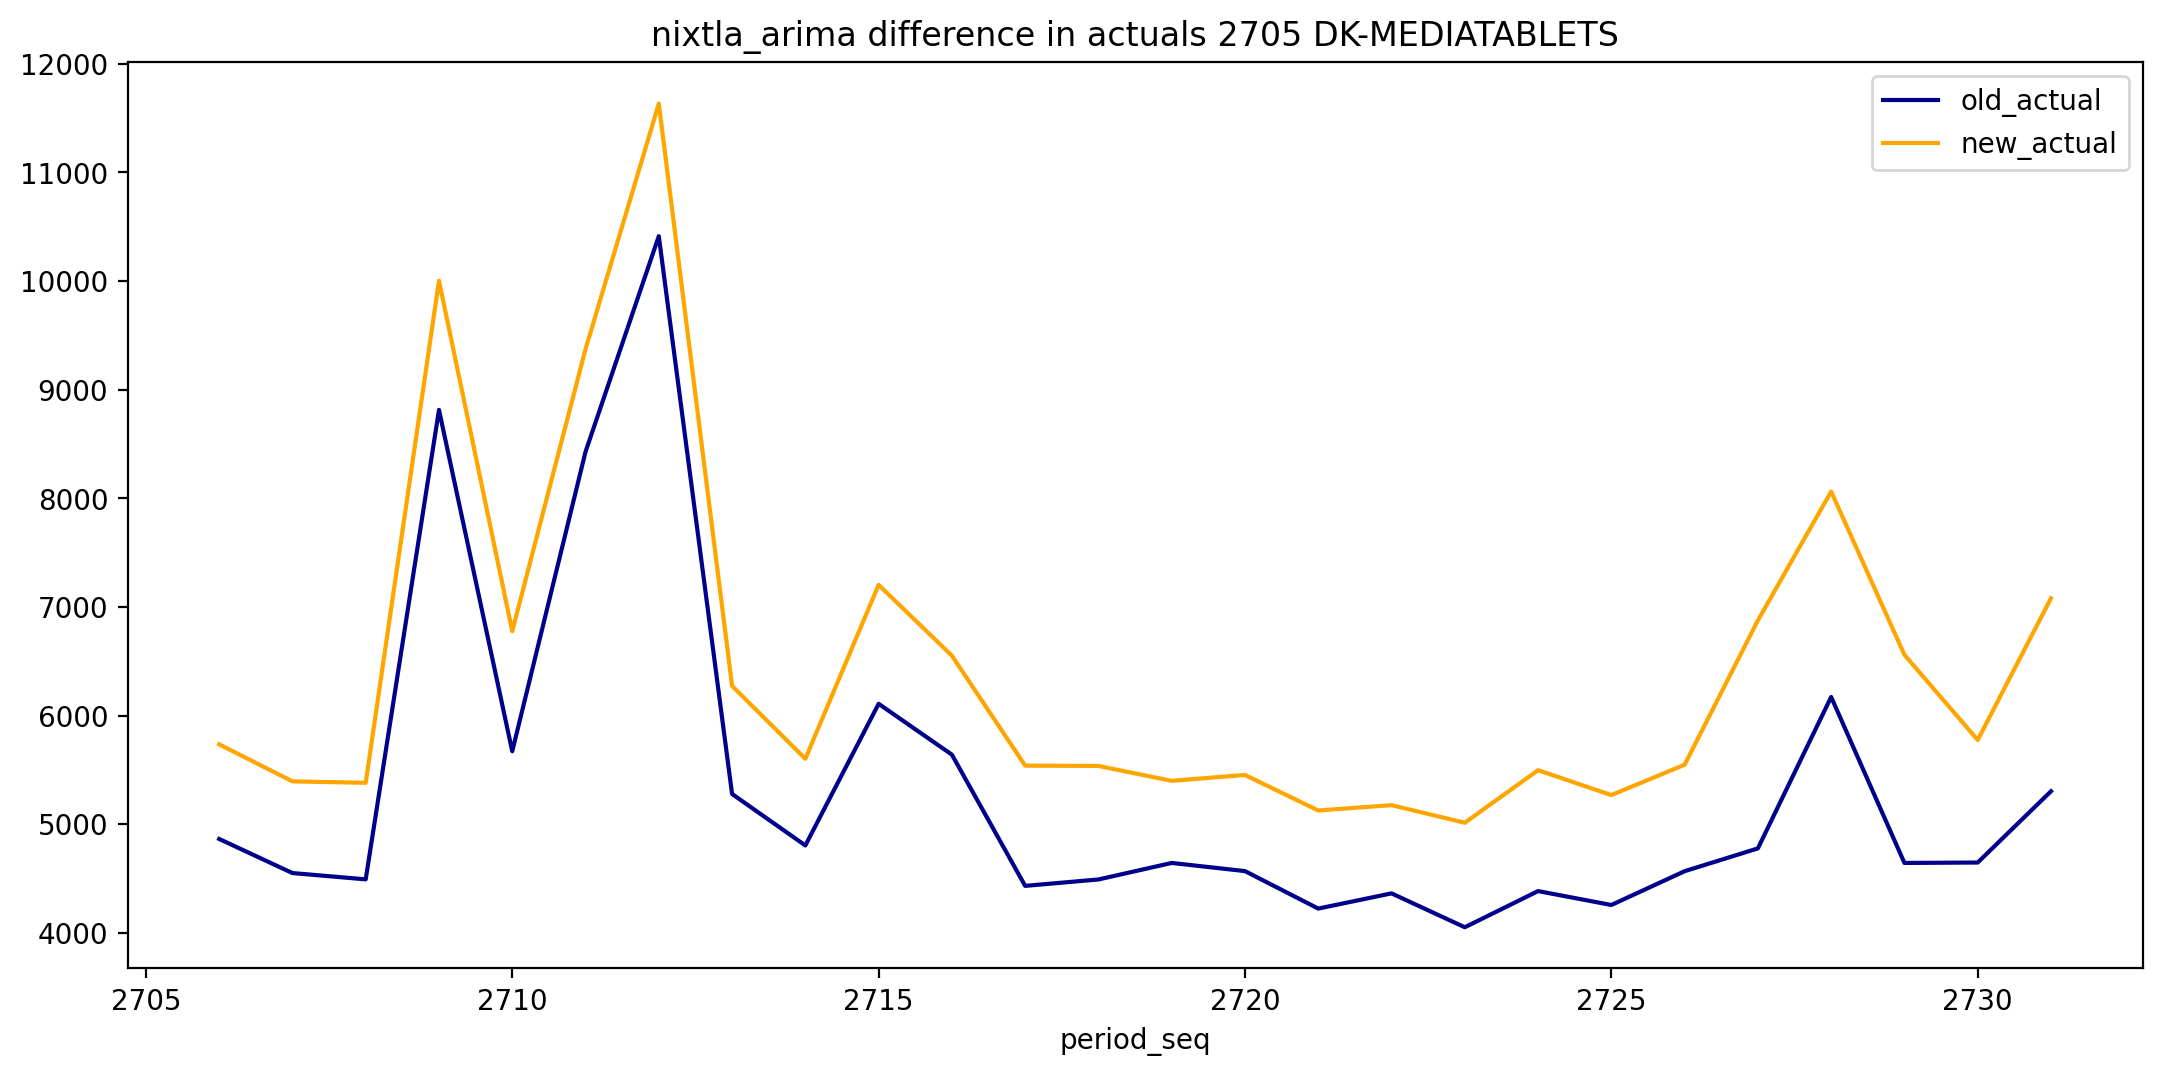 nixtla_arima difference in actuals 2705 DK-MEDIATABLETS
12000
11000
10000
9000
8000
7000
6000
5000
4000
old_actual
new_actual
2705 2710 2715 2720 2725 2730
period_seq